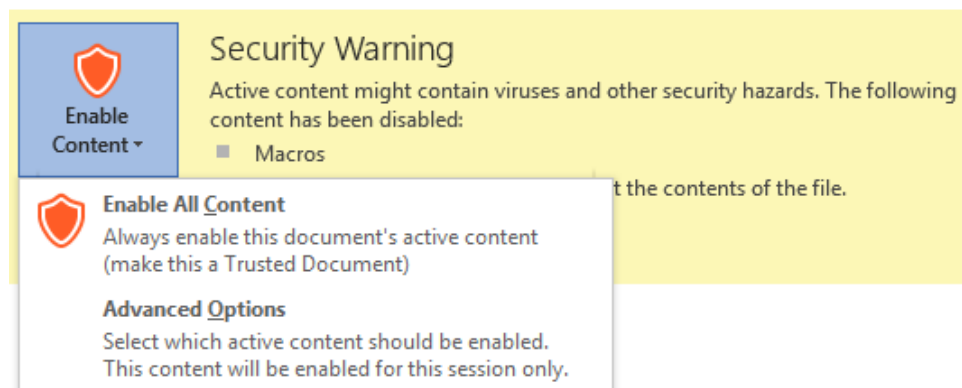 Security Warning
Active content might contain viruses and other security hazards. The following
content has been disabled:
Macros
Enable
Content
t the contents of the file.
Enable All Content
Always enable this document's active content
(make this a Trusted Document)
Advanced Options
Select which active content should be enabled.
This content will be enabled for this session only.